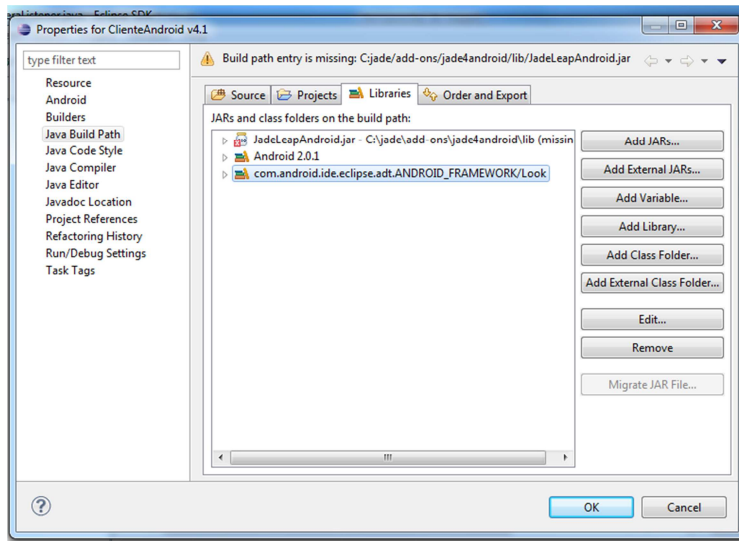 eraListener.java - Eclipse SDK
Properties for ClienteAndroid v4.1
type filter text
Resource
Android
Builders
Java Build Path
Java Code Style
Java Compiler
Java Editor
Javadoc Location
Project References
Refactoring History
Run/Debug Settings
Task Tags
Build path entry is missing: C:jade/add-ons/jade4android/lib/JadeLeapAndroid.jar
Source Projects Libraries Order and Export
JARs and class folders on the build path:
JadeLeapAndroid.jar - C:\jade\add-ons\jade4android\lib (missin
Android 2.0.1
com.android.ide.eclipse.adt.ANDROID_FRAMEWORK/Look
Add JARs...
Add External JARs...
Add Variable...
Add Library...
Add Class Folder...
Add External Class Folder...
Edit...
Remove
Migrate JAR File...
OK
Cancel